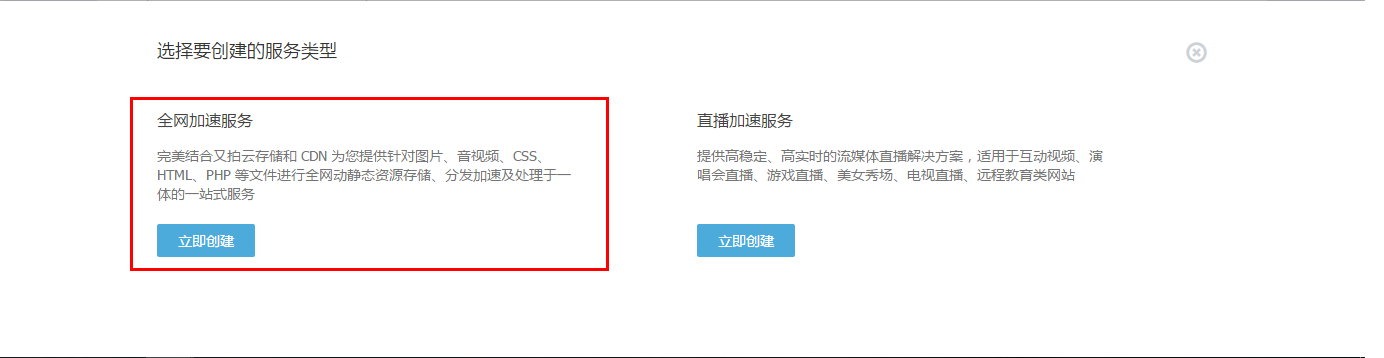 选择要创建的服务类型
全网加速服务
完美结合又拍云存储和 CDN 为您提供针对图片、音视频、CSS、
HTML、PHP 等文件进行全网动静态资源存储、分发加速及处理于一
体的一站式服务
立即创建
直播加速服务
提供高稳定、高实时的流媒体直播解决方案，适用于互动视频、演
唱会直播、游戏直播、美女秀场、电视直播、远程教育类网站
立即创建